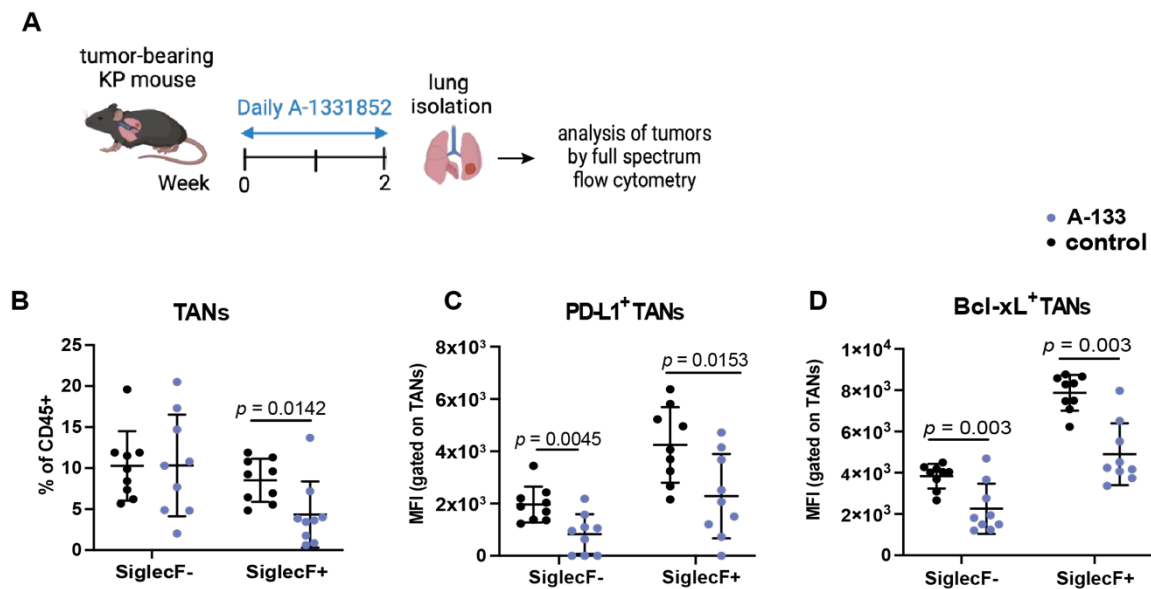 A
tumor-bearing
KP mouse
Week
Daily A-1331852
0
2
lung
isolation
analysis of tumors
by full spectrum
flow cytometry
A-133
control
B
TANs
% of CD45+
25
20
15
10
5
0
p = 0.0142
SiglecF-
SiglecF+
C
PD-L1⁺ TANs
MFI (gated on TANs)
8x10³
6x10³
4x10³
2x10³
0
p = 0.0045
p = 0.0153
SiglecF-
SiglecF+
D
Bcl-xL⁺TANs
MFI (gated on TANs)
1×10⁴
8×10³
6×10³
4×10³
2×10³
0
p = 0.003
p = 0.003
SiglecF-
SiglecF+